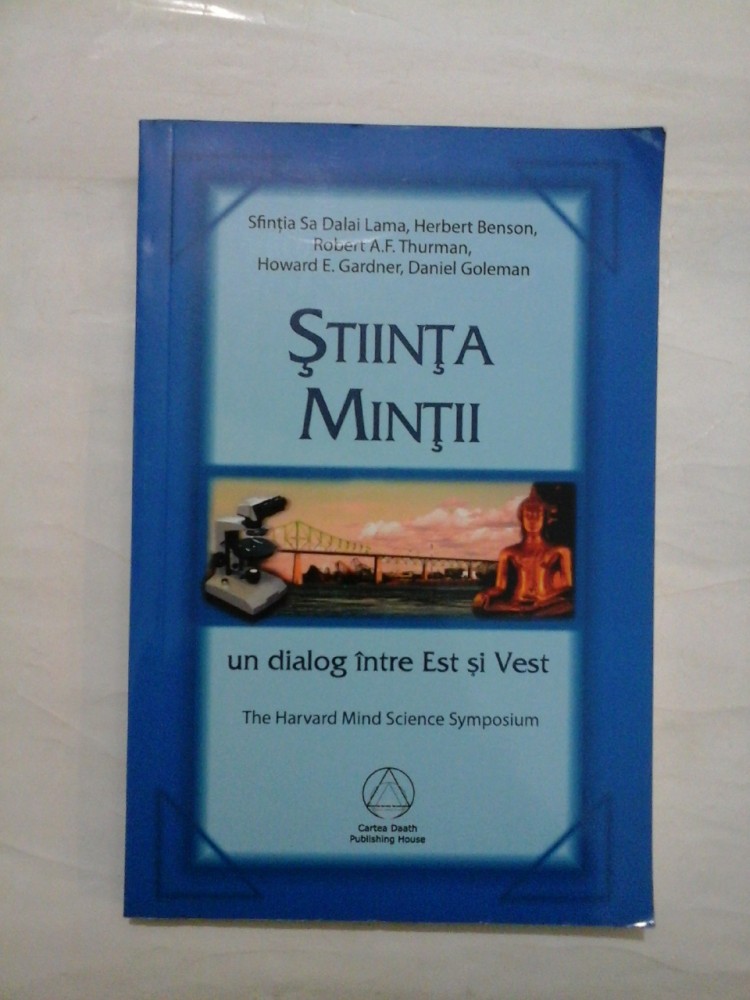 Sfinția Sa Dalai Lama, Herbert Benson,
Robert A.F. Thurman,
Howard E. Gardner, Daniel Goleman
ŞTIINŢA
MINŢII
un dialog între Est şi Vest
The Harvard Mind Science Symposium
Cartea Daath
Publishing House